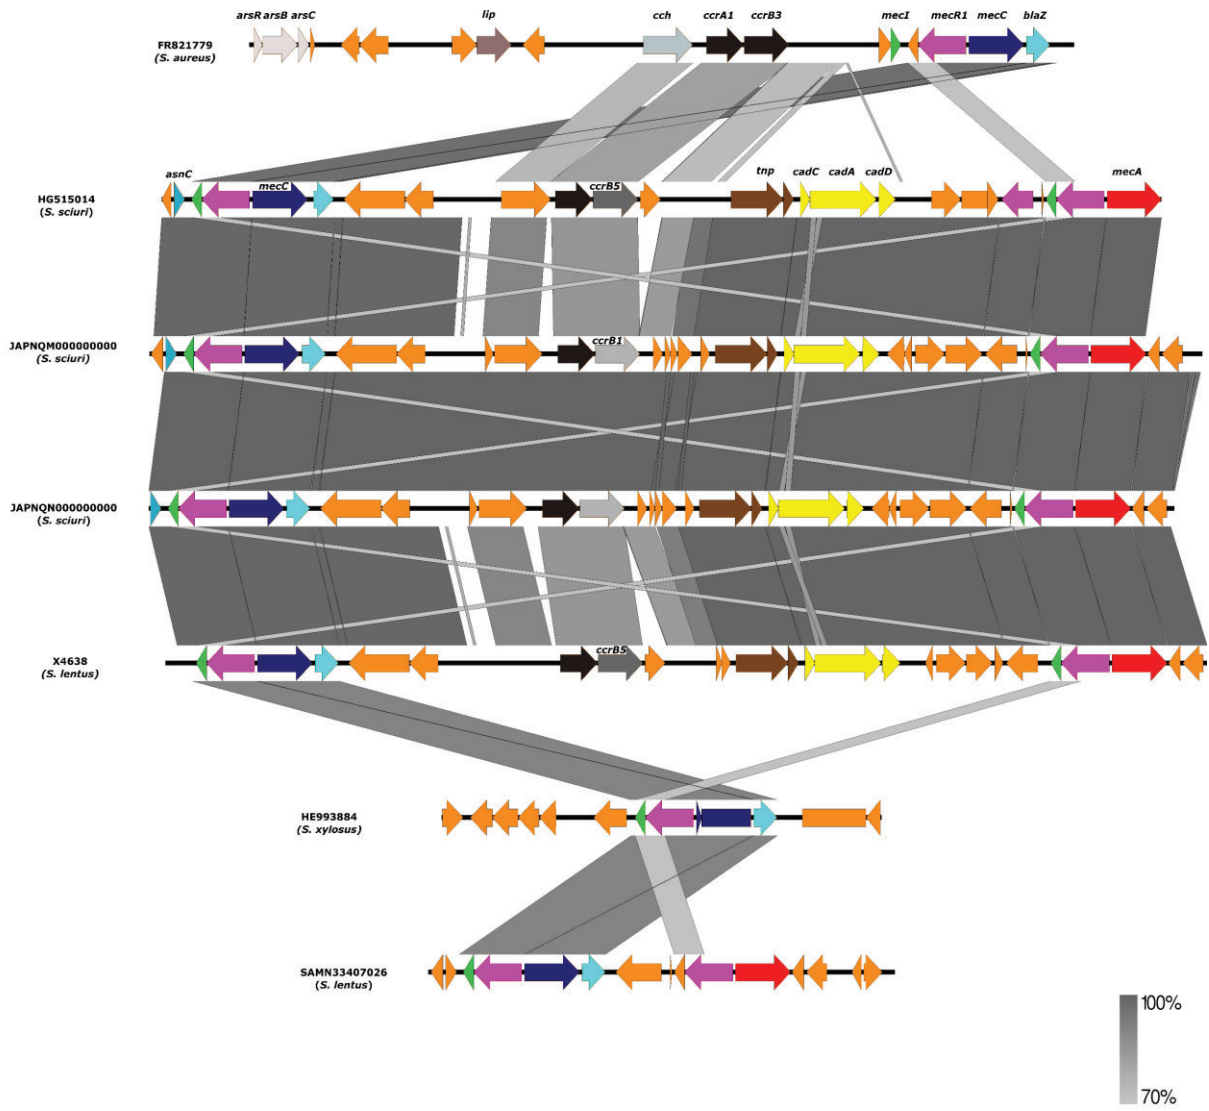 arsR arsB arsC lip cch ccrA1 ccrB3 mecI mecR1 mecC blaZ
FR821779
(S. aureus)
asnC mecC ccrB5 tnp cadC cadA cadD mecA
HG515014
(S. sciuri)
ccrB1
JAPNQM000000000
(S. sciuri)
JAPNQN000000000
(S. sciuri)
ccrB5
X4638
(S. lentus)
HE993884
(S. xylosus)
SAMN33407026
(S. lentus)
100%
70%